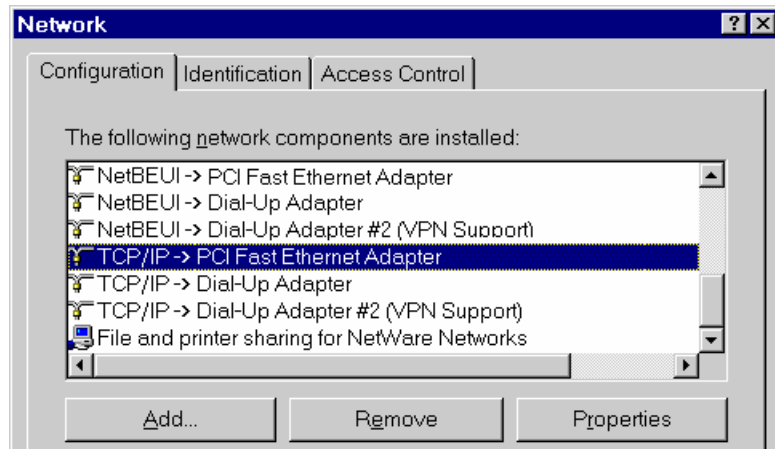 Network
Configuration Identification Access Control
The following network components are installed:
NetBEUI -> PCI Fast Ethernet Adapter
NetBEUI -> Dial-Up Adapter
NetBEUI -> Dial-Up Adapter #2 (VPN Support)
TCP/IP -> PCI Fast Ethernet Adapter
TCP/IP -> Dial-Up Adapter
TCP/IP -> Dial-Up Adapter #2 (VPN Support)
File and printer sharing for NetWare Networks
Add... Remove Properties